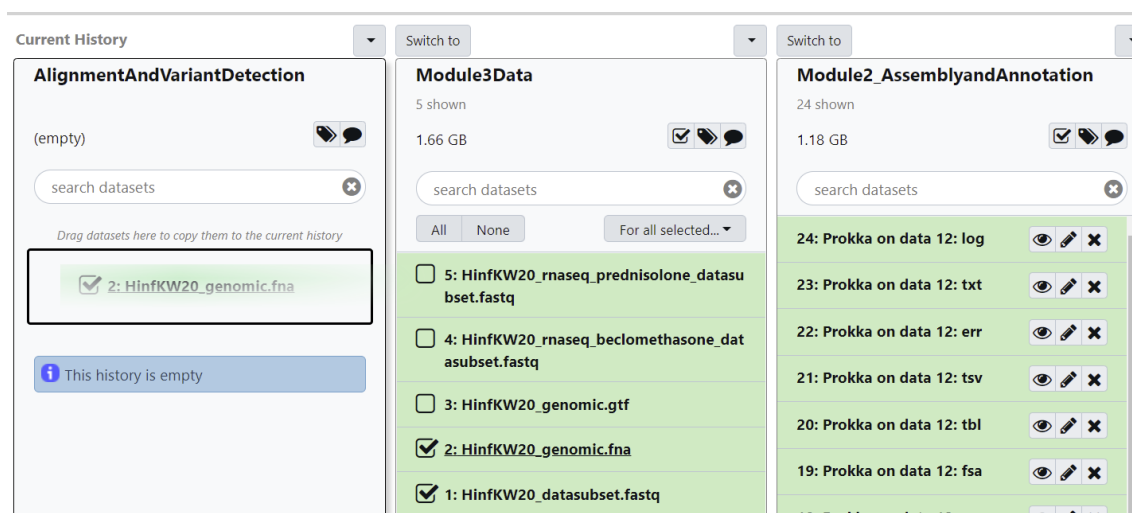 Current History
AlignmentAndVariantDetection
(empty)
search datasets
Drag datasets here to copy them to the current history
2: HinfKW20_genomic.fna
This history is empty
Switch to
Module3Data
5 shown
1.66 GB
search datasets
All None For all selected...
5: HinfKW20_rnaseq_prednisolone_datasu
bset.fastq
4: HinfKW20_rnaseq_beclomethasone_dat
asubset.fastq
3: HinfKW20_genomic.gtf
2: HinfKW20_genomic.fna
1: HinfKW20_datasubset.fastq
Switch to
Module2_AssemblyandAnnotation
24 shown
1.18 GB
search datasets
24: Prokka on data 12: log
23: Prokka on data 12: txt
22: Prokka on data 12: err
21: Prokka on data 12: tsv
20: Prokka on data 12: tbl
19: Prokka on data 12: fsa